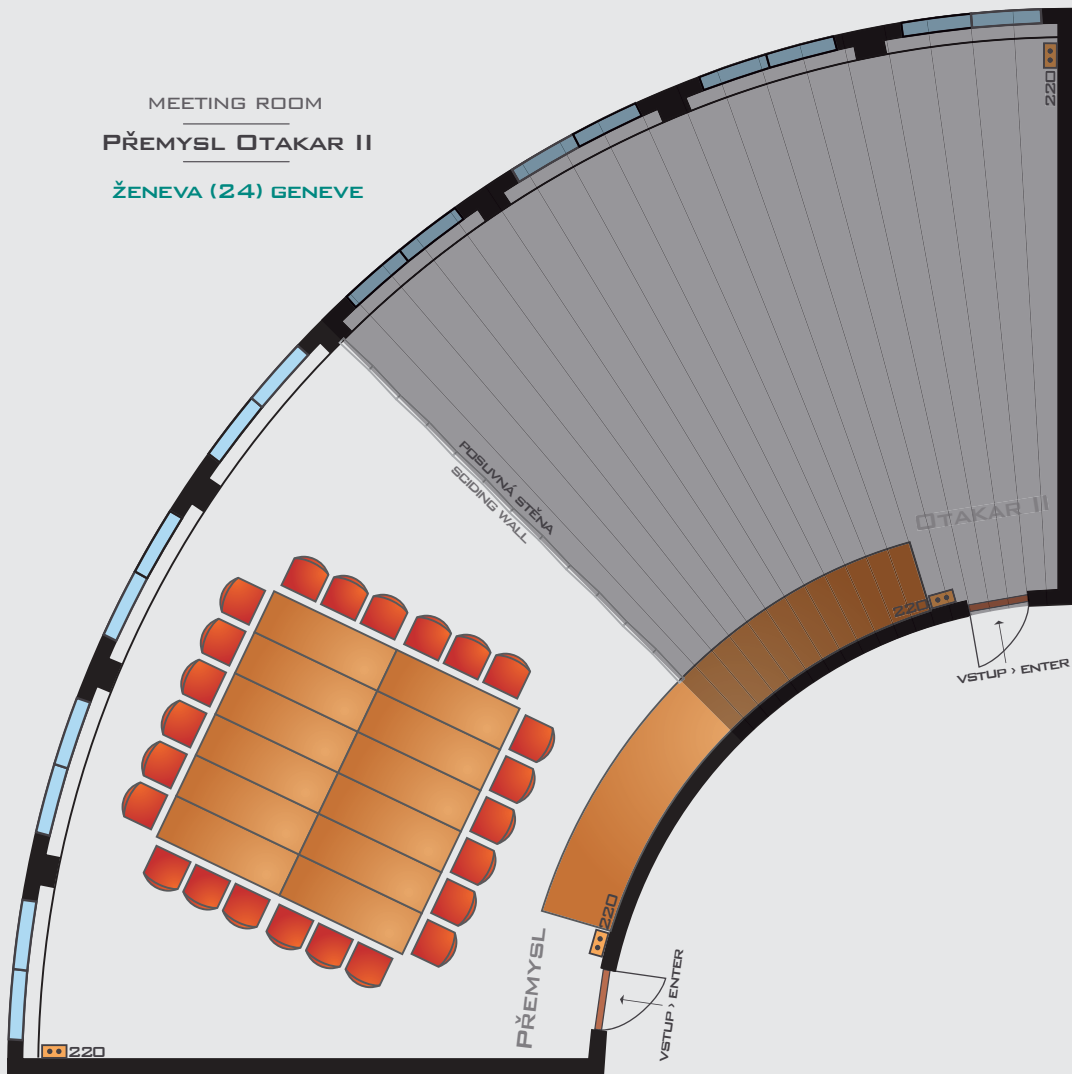 MEETING ROOM
PŘEMYSL OTAKAR II
ŽENEVA (24) GENEVE
220
POSUVNÁ STĚNA
SCIDING WALL
OTAKAR II
220
VSTUP › ENTER
220
PŘEMYSL
VSTUP › ENTER
220